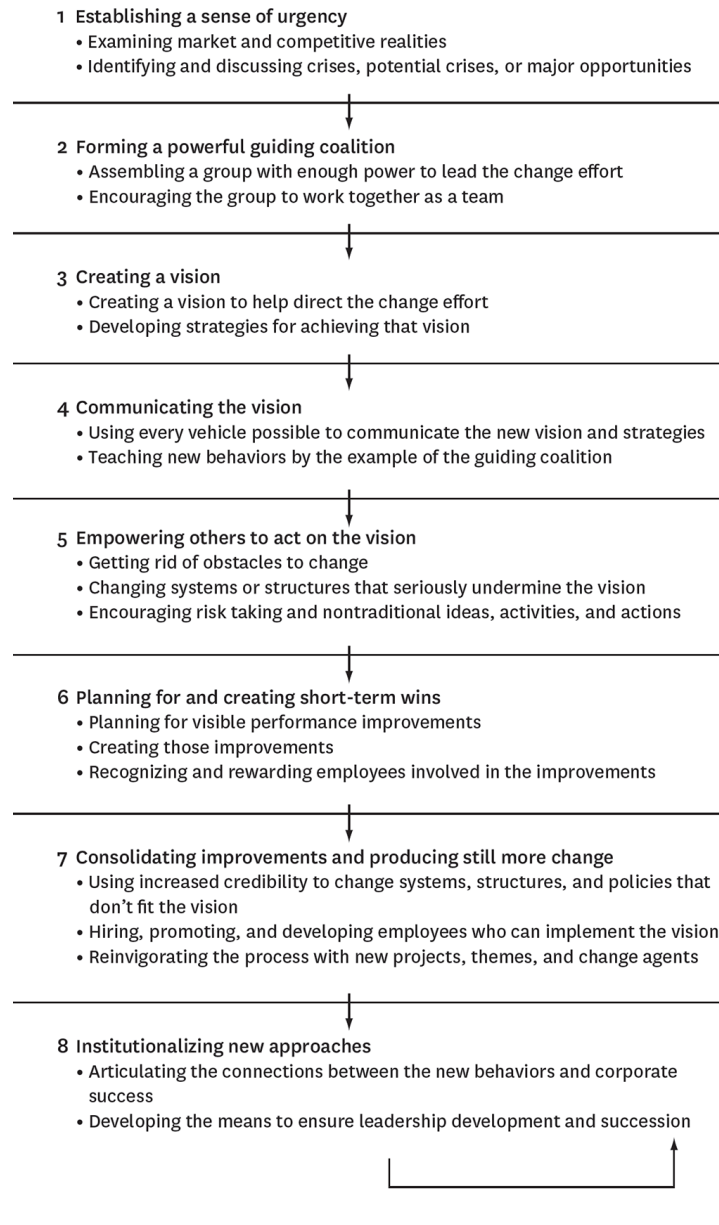 1 Establishing a sense of urgency
• Examining market and competitive realities
• Identifying and discussing crises, potential crises, or major opportunities
2 Forming a powerful guiding coalition
• Assembling a group with enough power to lead the change effort
• Encouraging the group to work together as a team
3 Creating a vision
• Creating a vision to help direct the change effort
• Developing strategies for achieving that vision
4 Communicating the vision
• Using every vehicle possible to communicate the new vision and strategies
• Teaching new behaviors by the example of the guiding coalition
5 Empowering others to act on the vision
• Getting rid of obstacles to change
• Changing systems or structures that seriously undermine the vision
• Encouraging risk taking and nontraditional ideas, activities, and actions
6 Planning for and creating short-term wins
• Planning for visible performance improvements
• Creating those improvements
• Recognizing and rewarding employees involved in the improvements
7 Consolidating improvements and producing still more change
• Using increased credibility to change systems, structures, and policies that
don’t fit the vision
• Hiring, promoting, and developing employees who can implement the vision
• Reinvigorating the process with new projects, themes, and change agents
8 Institutionalizing new approaches
• Articulating the connections between the new behaviors and corporate
success
• Developing the means to ensure leadership development and succession